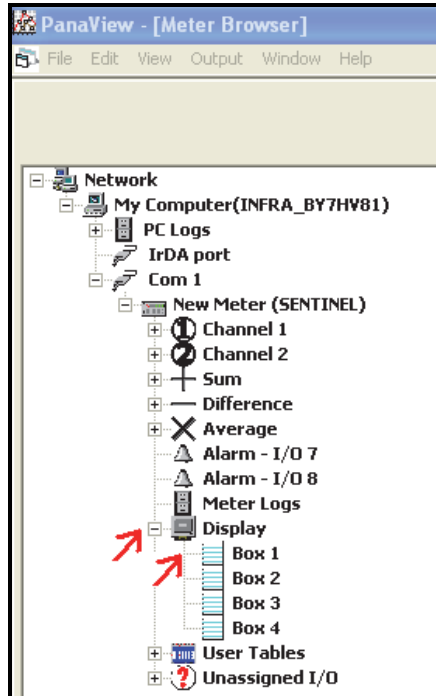 PanaView - [Meter Browser]
File Edit View Output Window Help
Network
My Computer(INFRA_BY7HV81)
PC Logs
IrDA port
Com 1
New Meter (SENTINEL)
1 Channel 1
2 Channel 2
Sum
Difference
Average
Alarm - I/O 7
Alarm - I/O 8
Meter Logs
Display
Box 1
Box 2
Box 3
Box 4
User Tables
? Unassigned I/O